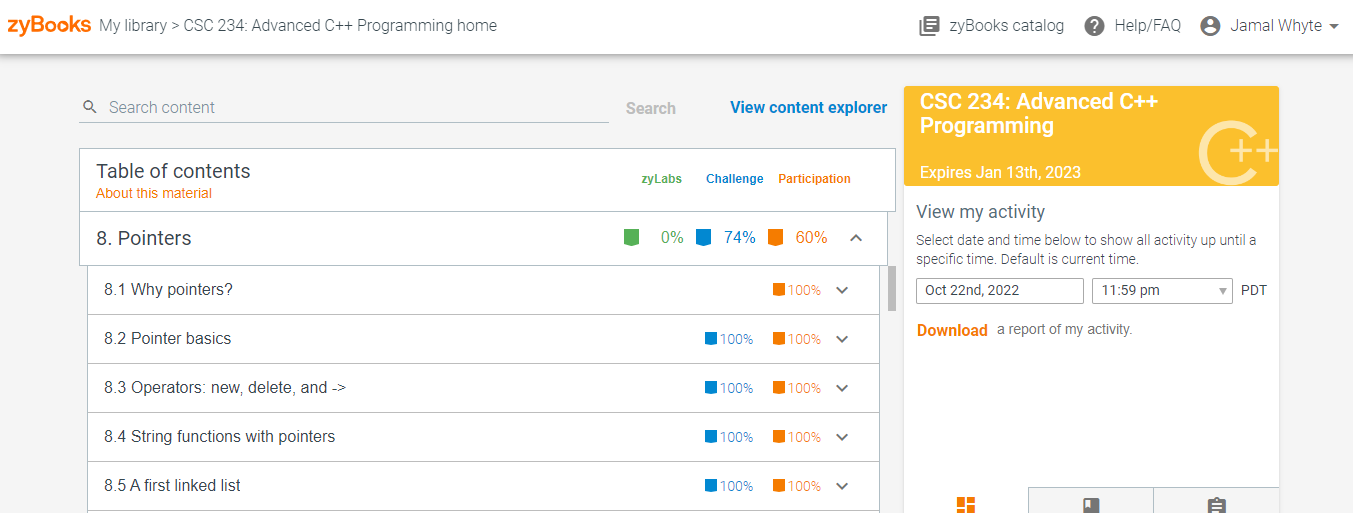 zyBooks My library > CSC 234: Advanced C++ Programming home
zyBooks catalog
Help/FAQ
Jamal Whyte
Search content
Search
View content explorer
Table of contents
About this material
zyLabs
Challenge
Participation
8. Pointers
0%
74%
60%
8.1 Why pointers?
100%
8.2 Pointer basics
100%
100%
8.3 Operators: new, delete, and ->
100%
100%
8.4 String functions with pointers
100%
100%
8.5 A first linked list
100%
100%
CSC 234: Advanced C++
Programming
Expires Jan 13th, 2023
C++
View my activity
Select date and time below to show all activity up until a
specific time. Default is current time.
Oct 22nd, 2022
11:59 pm
PDT
Download a report of my activity.